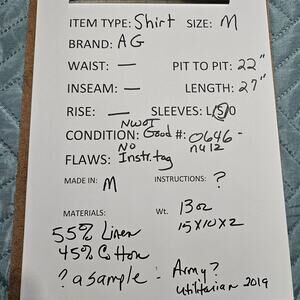 ITEM TYPE: Shirt SIZE: M
BRAND: AG
WAIST: — PIT TO PIT: 22"
INSEAM: — LENGTH: 27"
RISE: — SLEEVES: L/S/0
NWOT
CONDITION: Good #: 0646-
NO nu12
FLAWS: Instr. tag
MADE IN: M INSTRUCTIONS: ?
MATERIALS: Wt. 13oz
15x10x2
55% Linen
45% Cotton
? a sample - Army?
utilitarian 2019